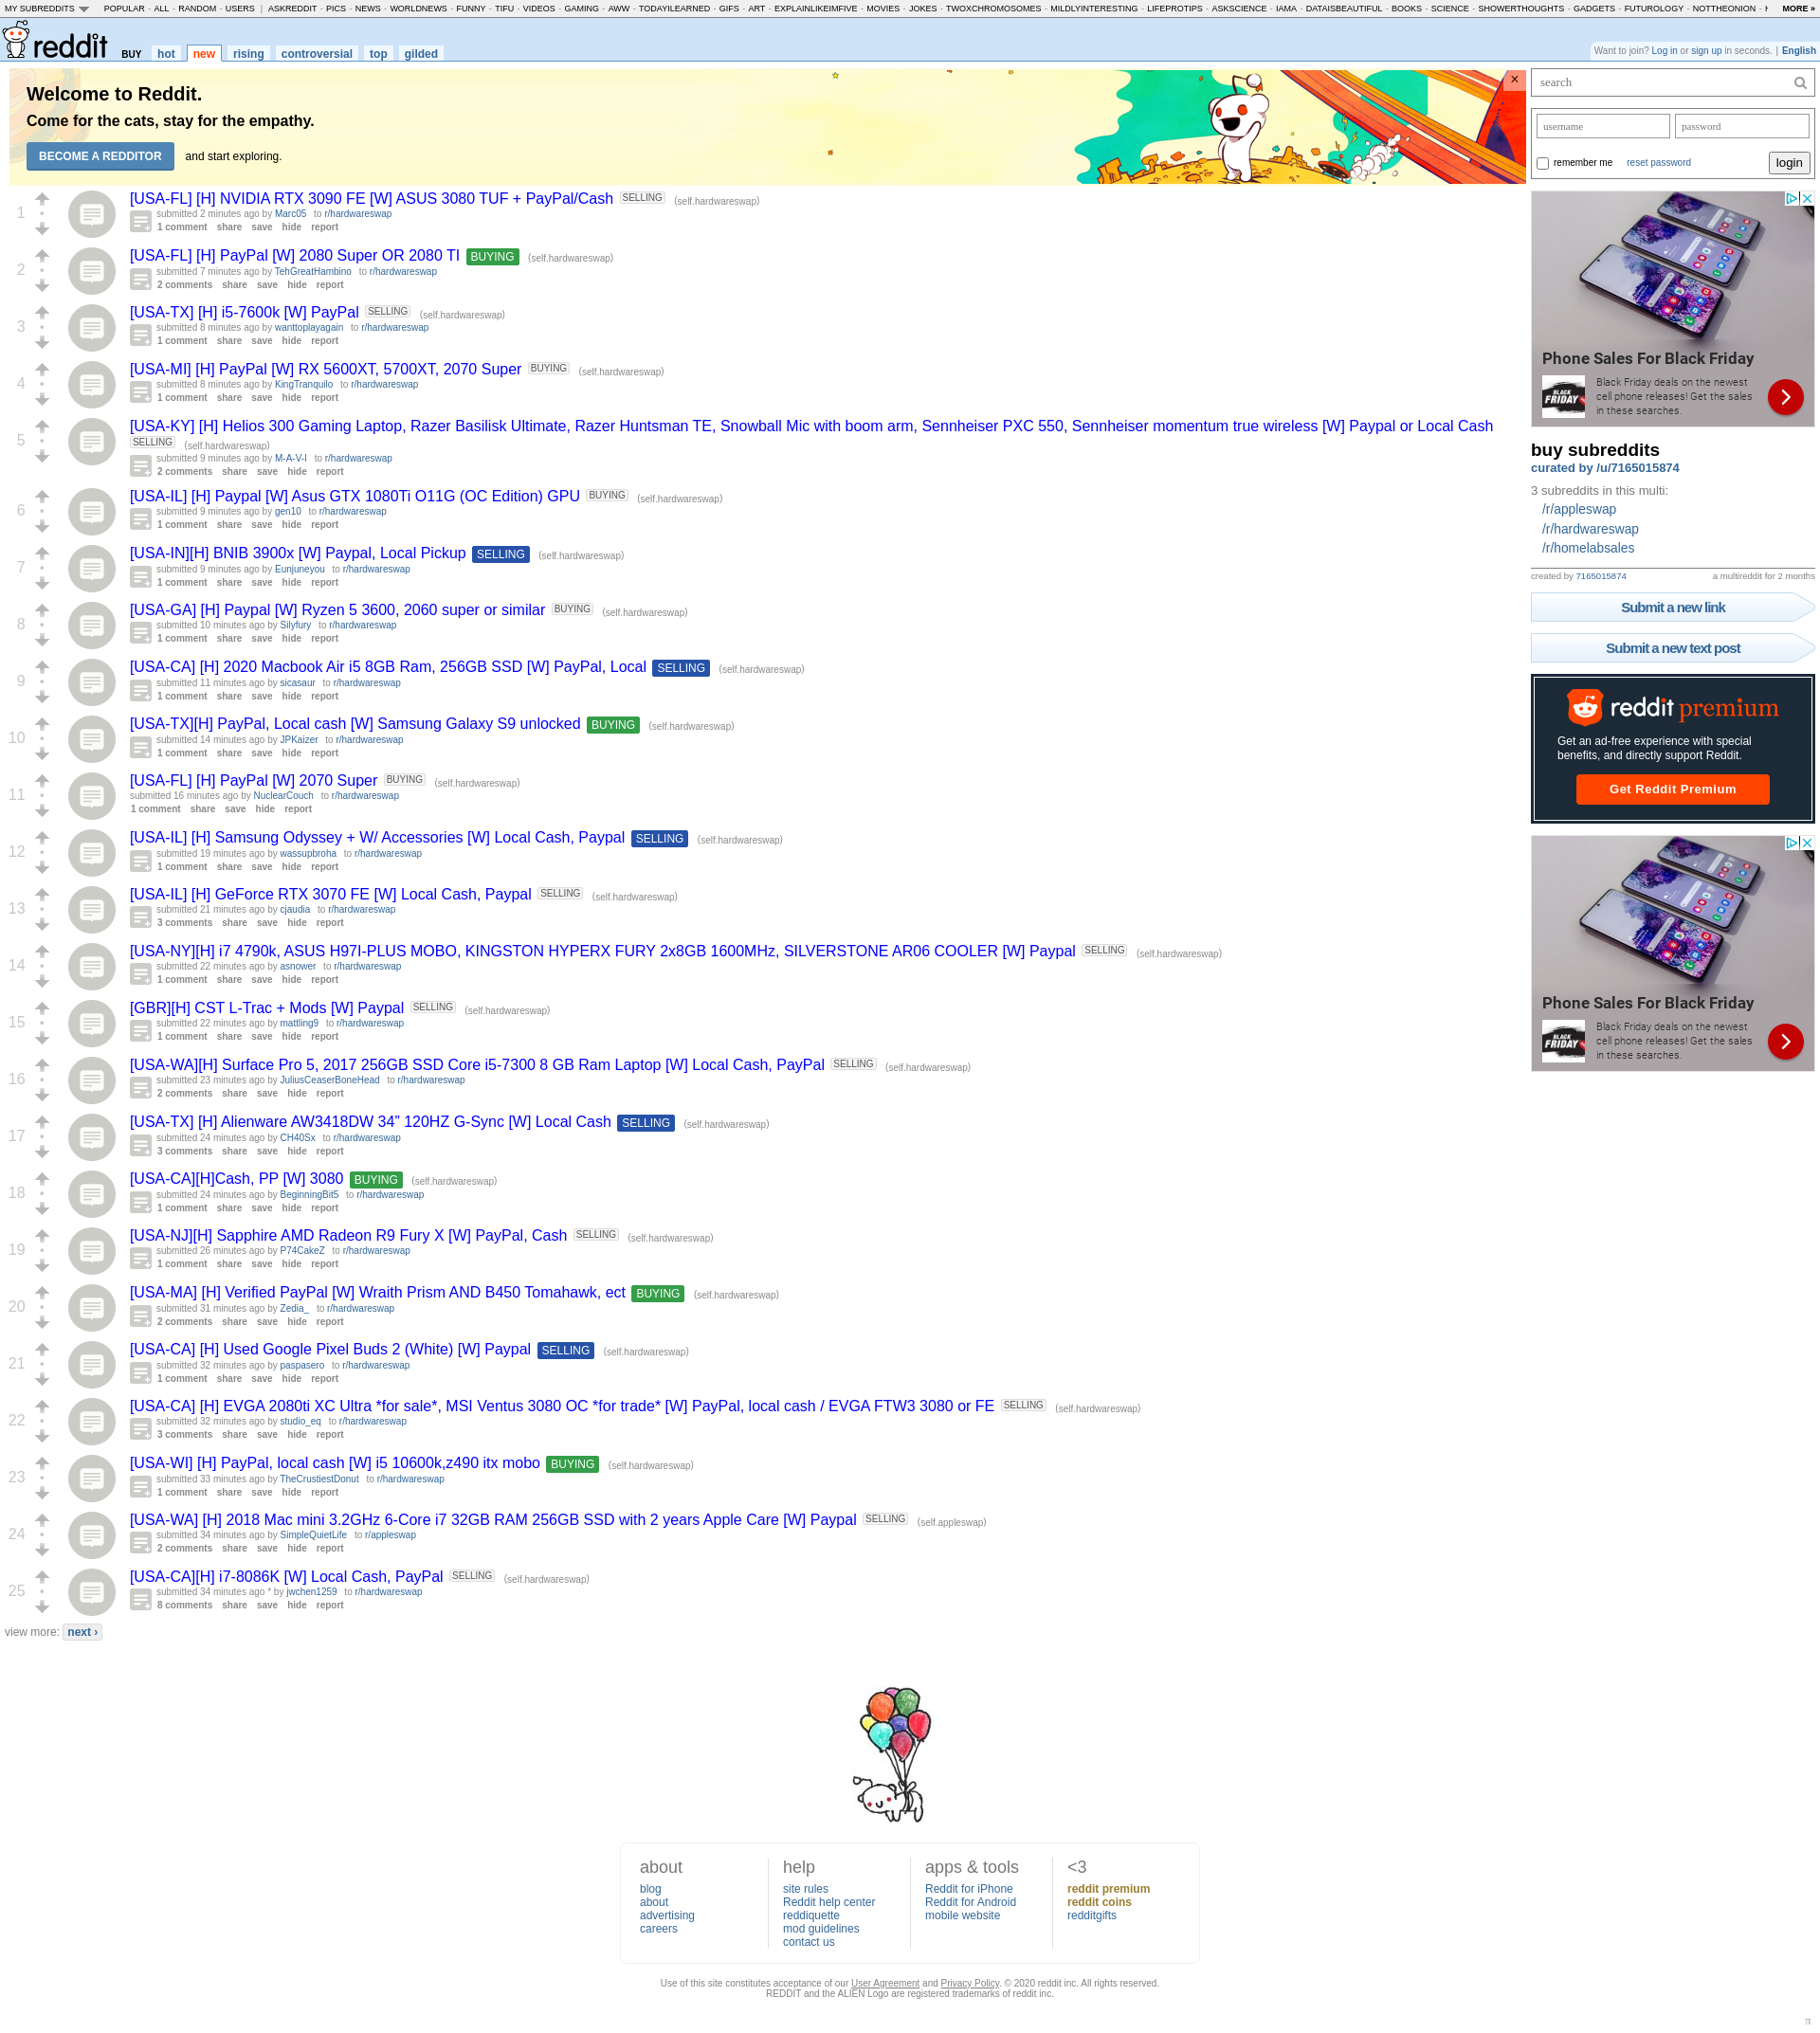 MY SUBREDDITS POPULAR - ALL - RANDOM - USERS | ASKREDDIT - PICS - NEWS - WORLDNEWS - FUNNY - TIFU - VIDEOS - GAMING - AWW - TODAYILEARNED - GIFS - ART - EXPLAINLIKEIMFIVE - MOVIES - JOKES - TWOXCHROMOSOMES - MILDLYINTERESTING - LIFEPROTIPS - ASKSCIENCE - IAMA - DATAISBEAUTIFUL - BOOKS - SCIENCE - SHOWERTHOUGHTS - GADGETS - FUTUROLOGY - NOTTHEONION - MORE »
reddit BUY hot new rising controversial top gilded
Want to join? Log in or sign up in seconds. | English
Welcome to Reddit.
Come for the cats, stay for the empathy.
BECOME A REDDITOR and start exploring.
×
1
[USA-FL] [H] NVIDIA RTX 3090 FE [W] ASUS 3080 TUF + PayPal/Cash SELLING (self.hardwareswap)
submitted 2 minutes ago by Marc05 to r/hardwareswap
1 comment share save hide report
2
[USA-FL] [H] PayPal [W] 2080 Super OR 2080 TI BUYING (self.hardwareswap)
submitted 7 minutes ago by TehGreatHambino to r/hardwareswap
2 comments share save hide report
3
[USA-TX] [H] i5-7600k [W] PayPal SELLING (self.hardwareswap)
submitted 8 minutes ago by wanttoplayagain to r/hardwareswap
1 comment share save hide report
4
[USA-MI] [H] PayPal [W] RX 5600XT, 5700XT, 2070 Super BUYING (self.hardwareswap)
submitted 8 minutes ago by KingTranquilo to r/hardwareswap
1 comment share save hide report
5
[USA-KY] [H] Helios 300 Gaming Laptop, Razer Basilisk Ultimate, Razer Huntsman TE, Snowball Mic with boom arm, Sennheiser PXC 550, Sennheiser momentum true wireless [W] Paypal or Local Cash
SELLING (self.hardwareswap)
submitted 9 minutes ago by M-A-V-I to r/hardwareswap
2 comments share save hide report
6
[USA-IL] [H] Paypal [W] Asus GTX 1080Ti O11G (OC Edition) GPU BUYING (self.hardwareswap)
submitted 9 minutes ago by gen10 to r/hardwareswap
1 comment share save hide report
7
[USA-IN][H] BNIB 3900x [W] Paypal, Local Pickup SELLING (self.hardwareswap)
submitted 9 minutes ago by Eunjuneyou to r/hardwareswap
1 comment share save hide report
8
[USA-GA] [H] Paypal [W] Ryzen 5 3600, 2060 super or similar BUYING (self.hardwareswap)
submitted 10 minutes ago by Silyfury to r/hardwareswap
1 comment share save hide report
9
[USA-CA] [H] 2020 Macbook Air i5 8GB Ram, 256GB SSD [W] PayPal, Local SELLING (self.hardwareswap)
submitted 11 minutes ago by sicasaur to r/hardwareswap
1 comment share save hide report
10
[USA-TX][H] PayPal, Local cash [W] Samsung Galaxy S9 unlocked BUYING (self.hardwareswap)
submitted 14 minutes ago by JPKaizer to r/hardwareswap
1 comment share save hide report
11
[USA-FL] [H] PayPal [W] 2070 Super BUYING (self.hardwareswap)
submitted 16 minutes ago by NuclearCouch to r/hardwareswap
1 comment share save hide report
12
[USA-IL] [H] Samsung Odyssey + W/ Accessories [W] Local Cash, Paypal SELLING (self.hardwareswap)
submitted 19 minutes ago by wassupbroha to r/hardwareswap
1 comment share save hide report
13
[USA-IL] [H] GeForce RTX 3070 FE [W] Local Cash, Paypal SELLING (self.hardwareswap)
submitted 21 minutes ago by cjaudia to r/hardwareswap
3 comments share save hide report
14
[USA-NY][H] i7 4790k, ASUS H97I-PLUS MOBO, KINGSTON HYPERX FURY 2x8GB 1600MHz, SILVERSTONE AR06 COOLER [W] Paypal SELLING (self.hardwareswap)
submitted 22 minutes ago by asnower to r/hardwareswap
1 comment share save hide report
15
[GBR][H] CST L-Trac + Mods [W] Paypal SELLING (self.hardwareswap)
submitted 22 minutes ago by mattling9 to r/hardwareswap
1 comment share save hide report
16
[USA-WA][H] Surface Pro 5, 2017 256GB SSD Core i5-7300 8 GB Ram Laptop [W] Local Cash, PayPal SELLING (self.hardwareswap)
submitted 23 minutes ago by JuliusCeaserBoneHead to r/hardwareswap
2 comments share save hide report
17
[USA-TX] [H] Alienware AW3418DW 34” 120HZ G-Sync [W] Local Cash SELLING (self.hardwareswap)
submitted 24 minutes ago by CH40Sx to r/hardwareswap
3 comments share save hide report
18
[USA-CA][H]Cash, PP [W] 3080 BUYING (self.hardwareswap)
submitted 24 minutes ago by BeginningBit5 to r/hardwareswap
1 comment share save hide report
19
[USA-NJ][H] Sapphire AMD Radeon R9 Fury X [W] PayPal, Cash SELLING (self.hardwareswap)
submitted 26 minutes ago by P74CakeZ to r/hardwareswap
1 comment share save hide report
20
[USA-MA] [H] Verified PayPal [W] Wraith Prism AND B450 Tomahawk, ect BUYING (self.hardwareswap)
submitted 31 minutes ago by Zedia_ to r/hardwareswap
2 comments share save hide report
21
[USA-CA] [H] Used Google Pixel Buds 2 (White) [W] Paypal SELLING (self.hardwareswap)
submitted 32 minutes ago by paspasero to r/hardwareswap
1 comment share save hide report
22
[USA-CA] [H] EVGA 2080ti XC Ultra *for sale*, MSI Ventus 3080 OC *for trade* [W] PayPal, local cash / EVGA FTW3 3080 or FE SELLING (self.hardwareswap)
submitted 32 minutes ago by studio_eq to r/hardwareswap
3 comments share save hide report
23
[USA-WI] [H] PayPal, local cash [W] i5 10600k,z490 itx mobo BUYING (self.hardwareswap)
submitted 33 minutes ago by TheCrustiestDonut to r/hardwareswap
1 comment share save hide report
24
[USA-WA] [H] 2018 Mac mini 3.2GHz 6-Core i7 32GB RAM 256GB SSD with 2 years Apple Care [W] Paypal SELLING (self.appleswap)
submitted 34 minutes ago by SimpleQuietLife to r/appleswap
2 comments share save hide report
25
[USA-CA][H] i7-8086K [W] Local Cash, PayPal SELLING (self.hardwareswap)
submitted 34 minutes ago * by jwchen1259 to r/hardwareswap
8 comments share save hide report
view more: next ›
search
username password
remember me reset password login
Phone Sales For Black Friday
BLACK FRIDAY
Black Friday deals on the newest
cell phone releases! Get the sales
in these searches.
buy subreddits
curated by /u/7165015874
3 subreddits in this multi:
/r/appleswap
/r/hardwareswap
/r/homelabsales
created by 7165015874 a multireddit for 2 months
Submit a new link
Submit a new text post
reddit premium
Get an ad-free experience with special
benefits, and directly support Reddit.
Get Reddit Premium
Phone Sales For Black Friday
BLACK FRIDAY
Black Friday deals on the newest
cell phone releases! Get the sales
in these searches.
about
blog
about
advertising
careers
help
site rules
Reddit help center
reddiquette
mod guidelines
contact us
apps & tools
Reddit for iPhone
Reddit for Android
mobile website
<3
reddit premium
reddit coins
redditgifts
Use of this site constitutes acceptance of our User Agreement and Privacy Policy. © 2020 reddit inc. All rights reserved.
REDDIT and the ALIEN Logo are registered trademarks of reddit inc.
π